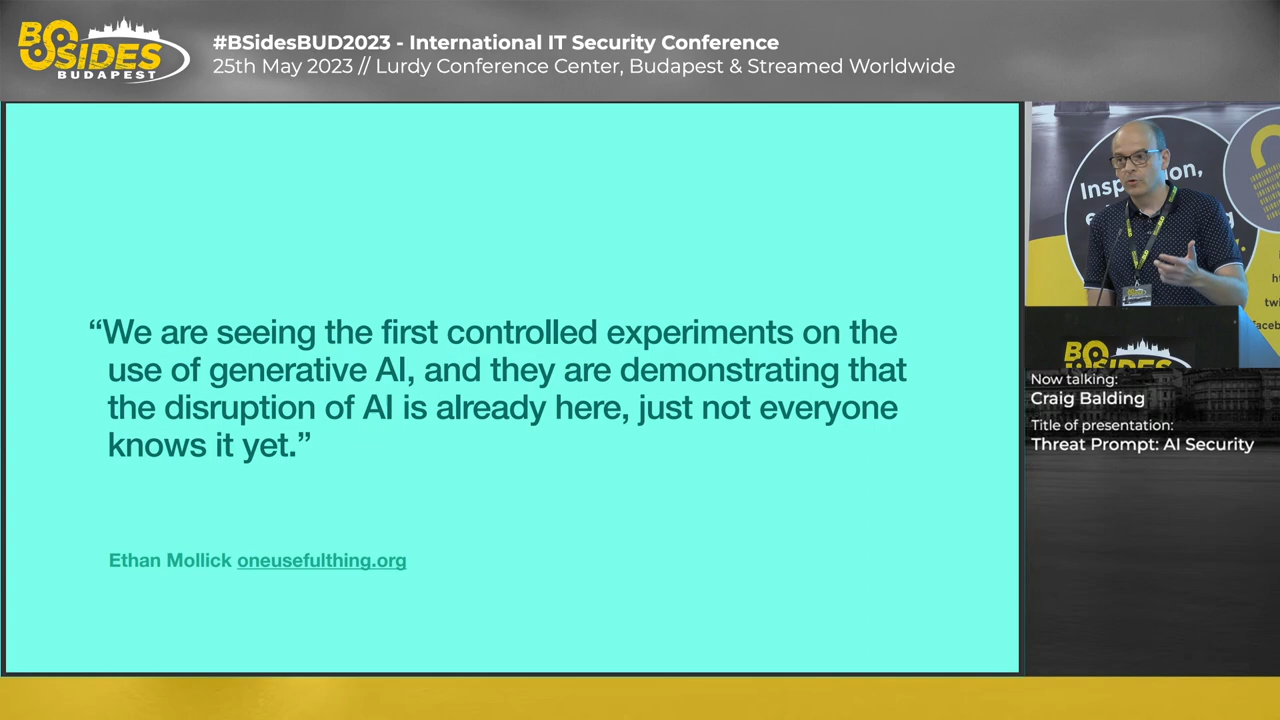 BSIDES
BUDAPEST
#BSidesBUD2023 - International IT Security Conference
25th May 2023 // Lurdy Conference Center, Budapest & Streamed Worldwide
“We are seeing the first controlled experiments on the
use of generative AI, and they are demonstrating that
the disruption of AI is already here, just not everyone
knows it yet.”
Ethan Mollick oneusefulthing.org
BSIDES
Now talking:
Craig Balding
Title of presentation:
Threat Prompt: AI Security